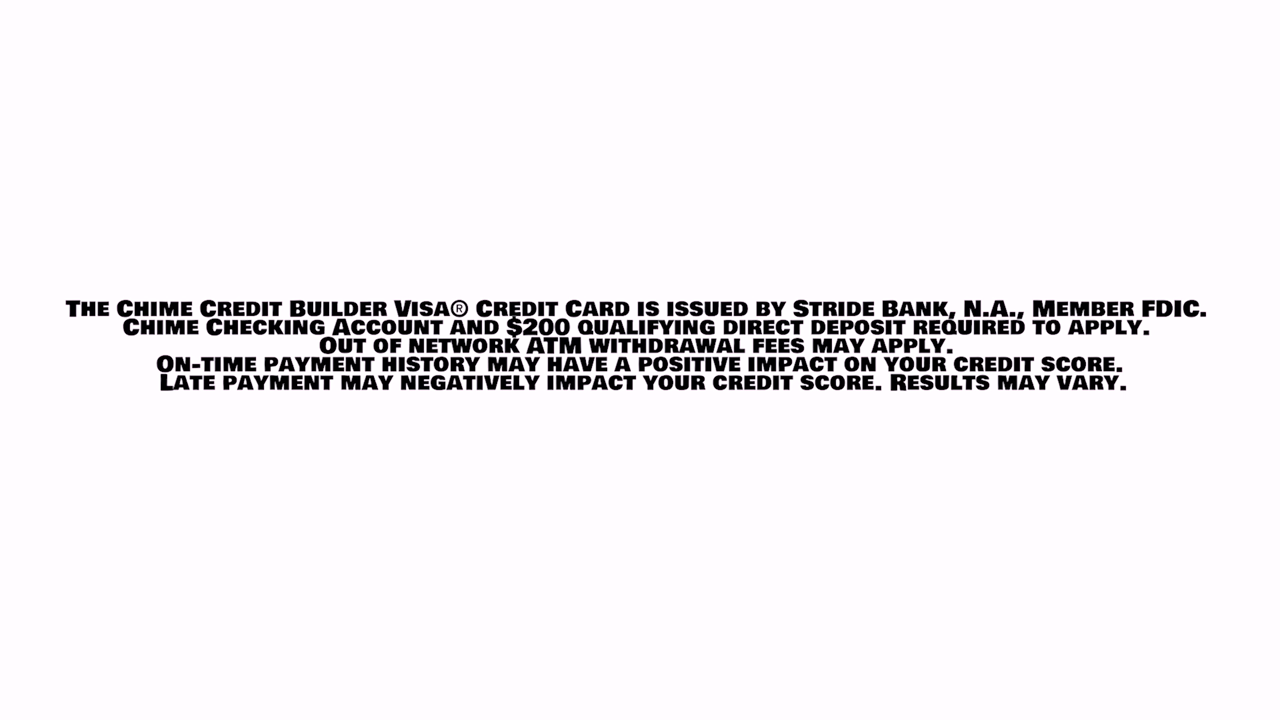 The Chime Credit Builder Visa® Credit Card is issued by Stride Bank, N.A., Member FDIC.
Chime Checking Account and $200 qualifying direct deposit required to apply.
Out of network ATM withdrawal fees may apply.
On-time payment history may have a positive impact on your credit score.
Late payment may negatively impact your credit score. Results may vary.